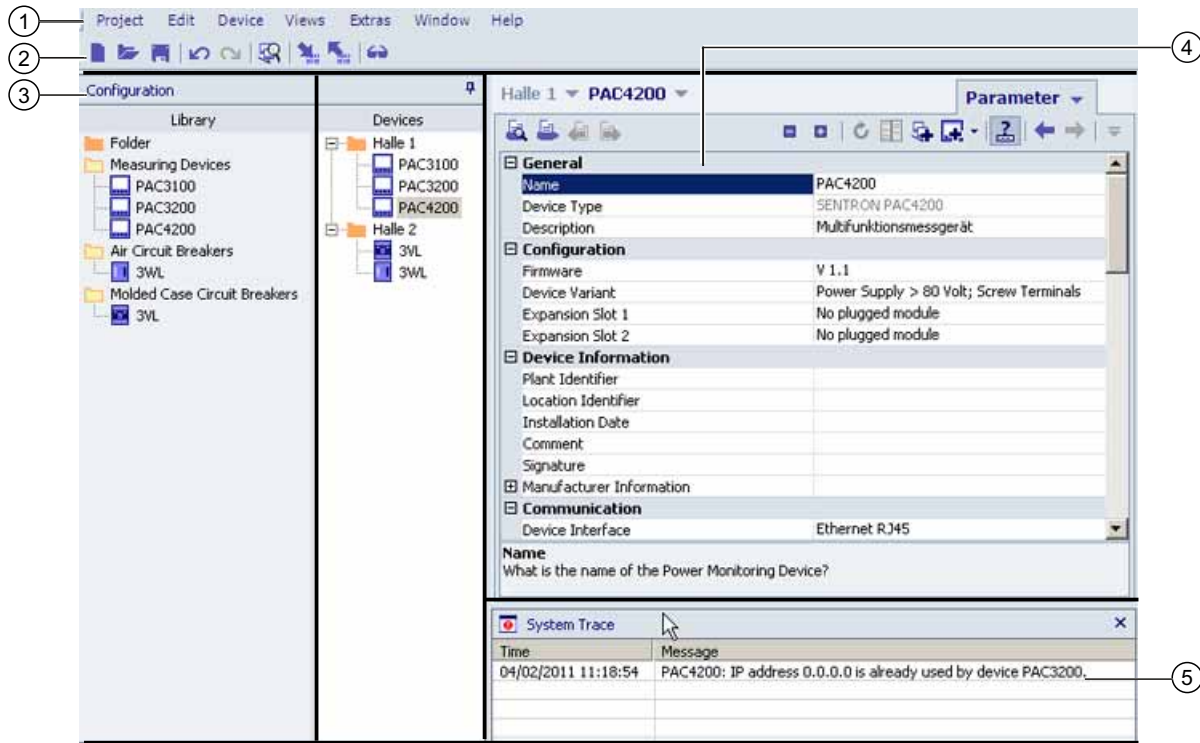 1
Project Edit Device Views Extras Window Help
2
3
Configuration
Library
Folder
Measuring Devices
PAC3100
PAC3200
PAC4200
Air Circuit Breakers
3WL
Molded Case Circuit Breakers
3VL
Devices
Halle 1
PAC3100
PAC3200
PAC4200
Halle 2
3VL
3WL
4
Halle 1 PAC4200
Parameter
General
Name PAC4200
Device Type SENTRON PAC4200
Description Multifunktionsmessgerät
Configuration
Firmware V 1.1
Device Variant Power Supply > 80 Volt; Screw Terminals
Expansion Slot 1 No plugged module
Expansion Slot 2 No plugged module
Device Information
Plant Identifier
Location Identifier
Installation Date
Comment
Signature
Manufacturer Information
Communication
Device Interface Ethernet RJ45
Name
What is the name of the Power Monitoring Device?
System Trace
Time Message
04/02/2011 11:18:54 PAC4200: IP address 0.0.0.0 is already used by device PAC3200.
5